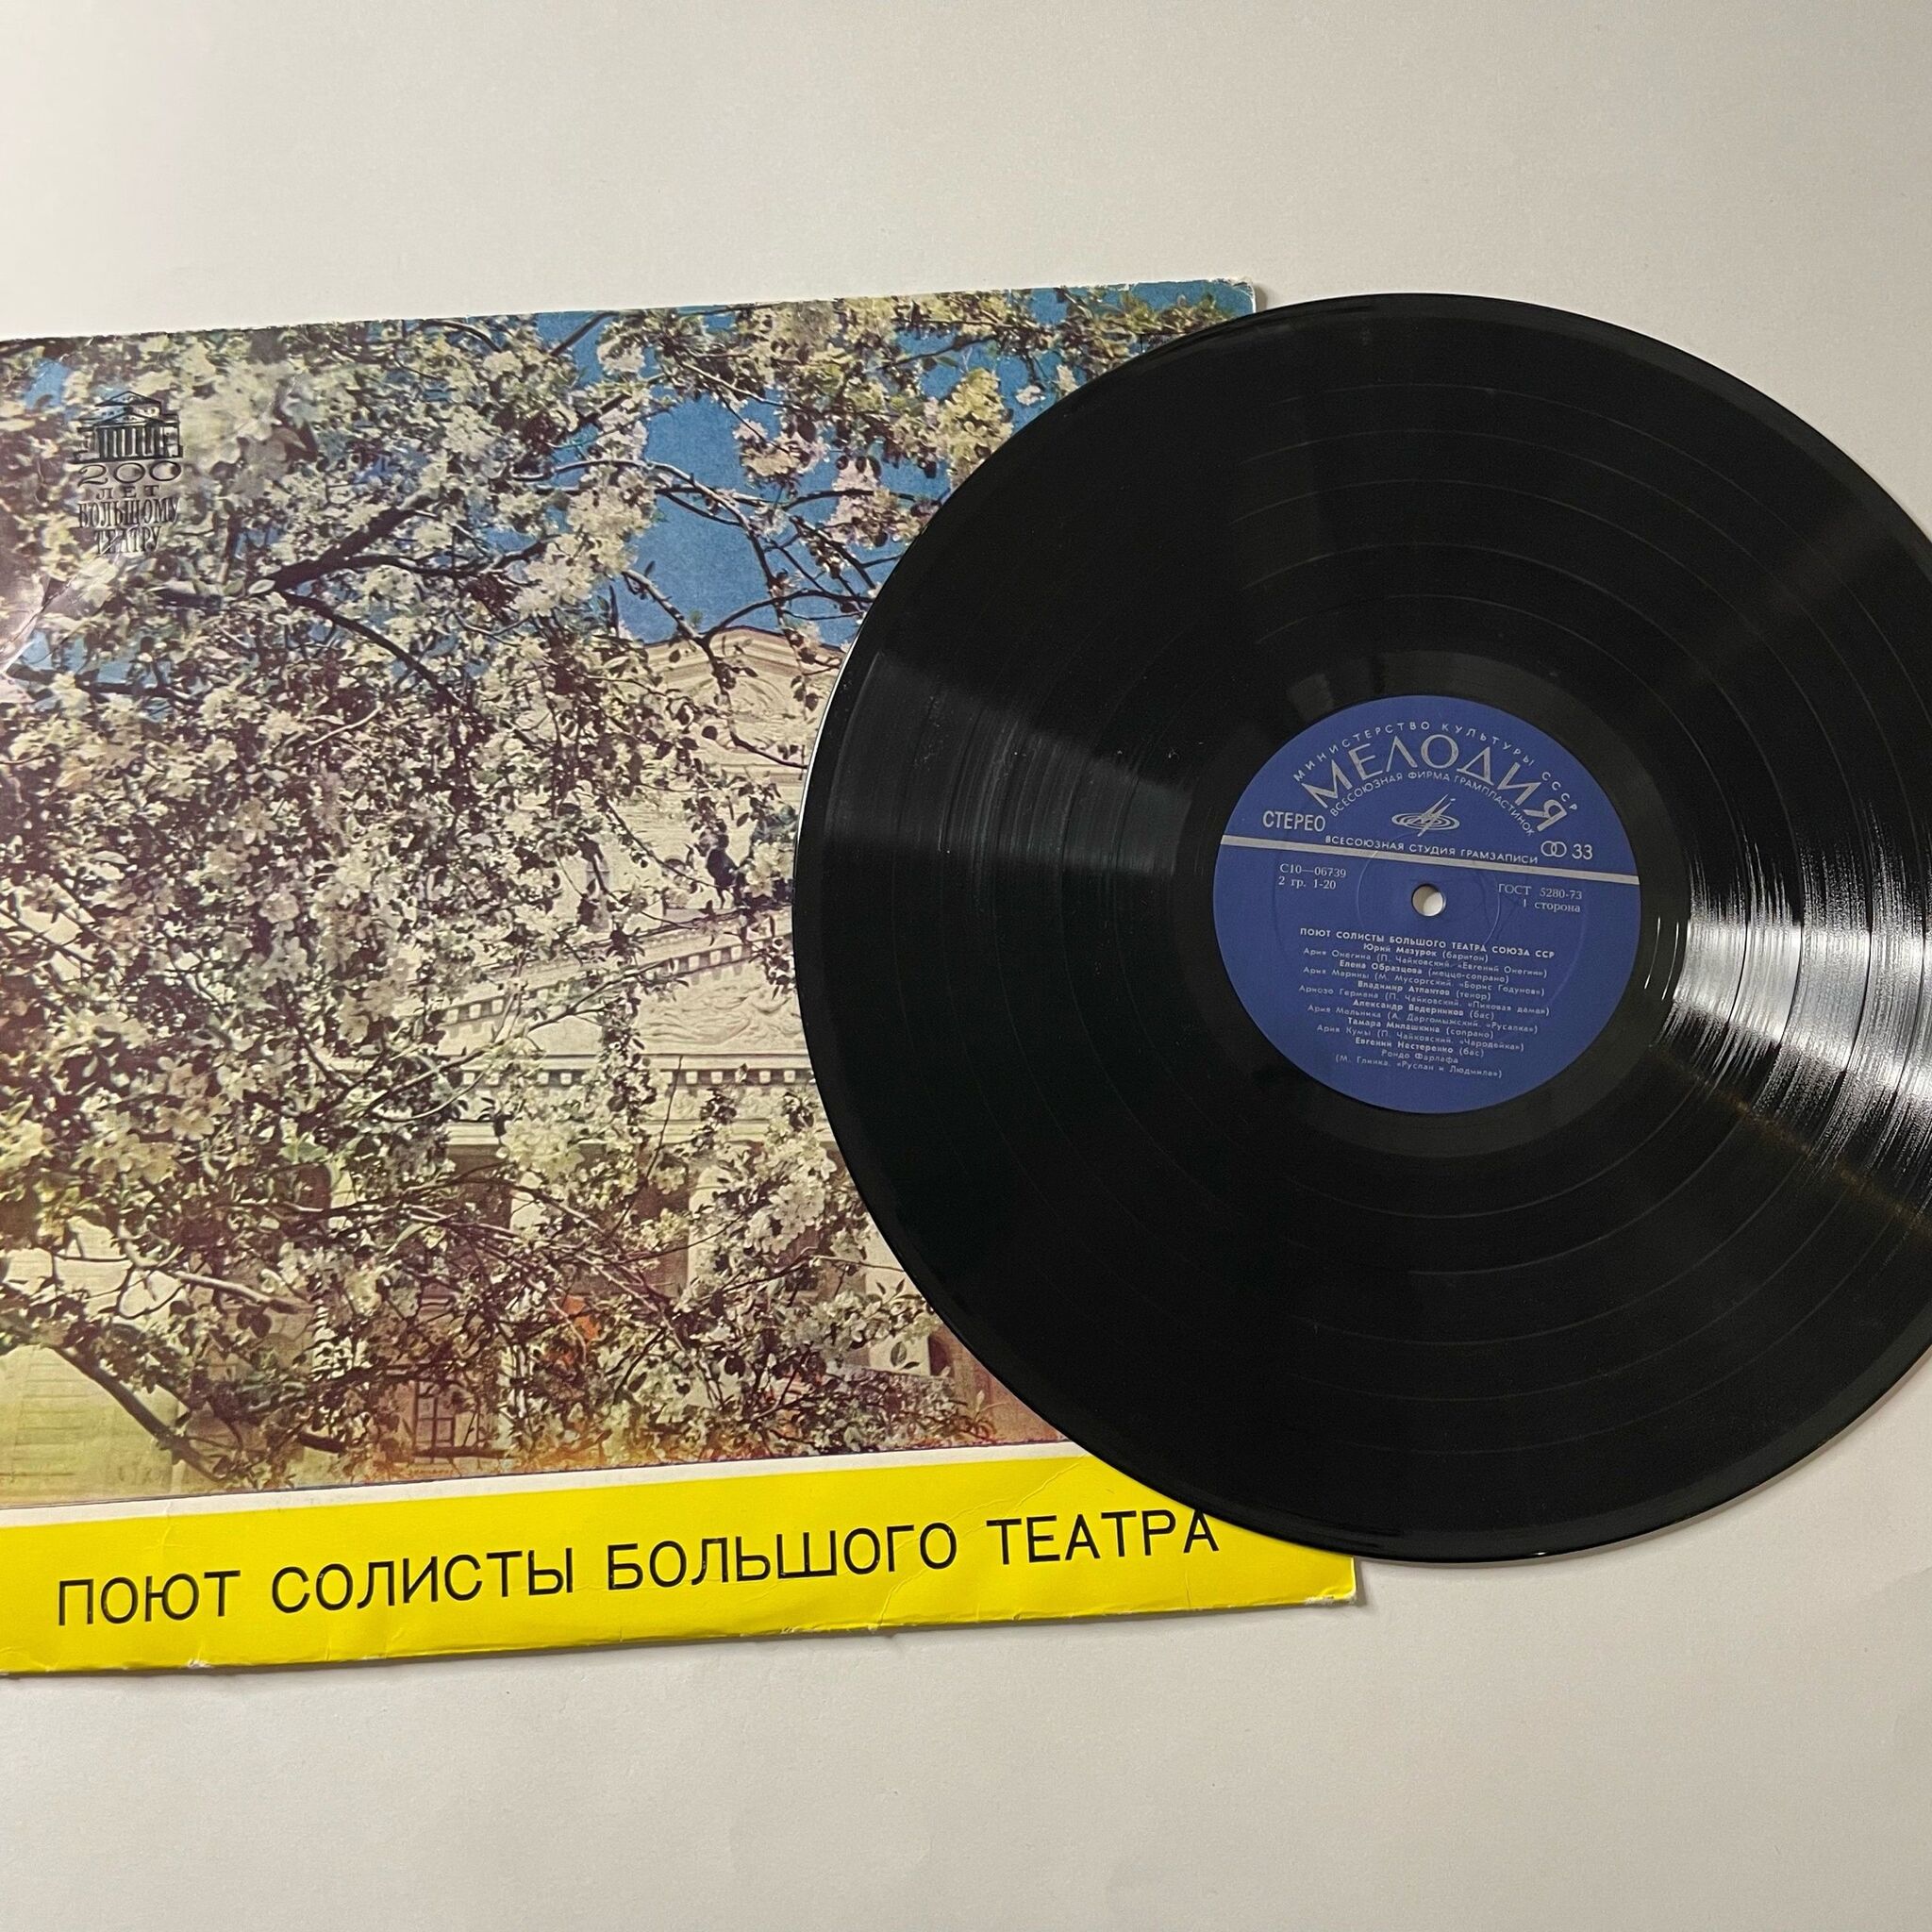 200
ЛЕТ
БОЛЬШОМУ
ТЕАТРУ
ПОЮТ СОЛИСТЫ БОЛЬШОГО ТЕАТРА
МИНИСТЕРСТВО КУЛЬТУРЫ СССР
МЕЛОДИЯ
ВСЕСОЮЗНАЯ ФИРМА ГРАМПЛАСТИНОК
СТЕРЕО
ВСЕСОЮЗНАЯ СТУДИЯ ГРАМЗАПИСИ
33
С10—06739
2 гр. 1-20
ГОСТ 5280-73
1 сторона
ПОЮТ СОЛИСТЫ БОЛЬШОГО ТЕАТРА СОЮЗА ССР
Юрий Мазурок (баритон)
Ария Онегина (П. Чайковский. «Евгений Онегин»)
Елена Образцова (меццо-сопрано)
Ария Марины (М. Мусоргский. «Борис Годунов»)
Владимир Атлантов (тенор)
Ариозо Германа (П. Чайковский. «Пиковая дама»)
Александр Ведерников (бас)
Ария Мельника (А. Даргомыжский. «Русалка»)
Тамара Милашкина (сопрано)
Ария Кумы (П. Чайковский. «Чародейка»)
Евгений Нестеренко (бас)
Рондо Фарлафа
(М. Глинка. «Руслан и Людмила»)